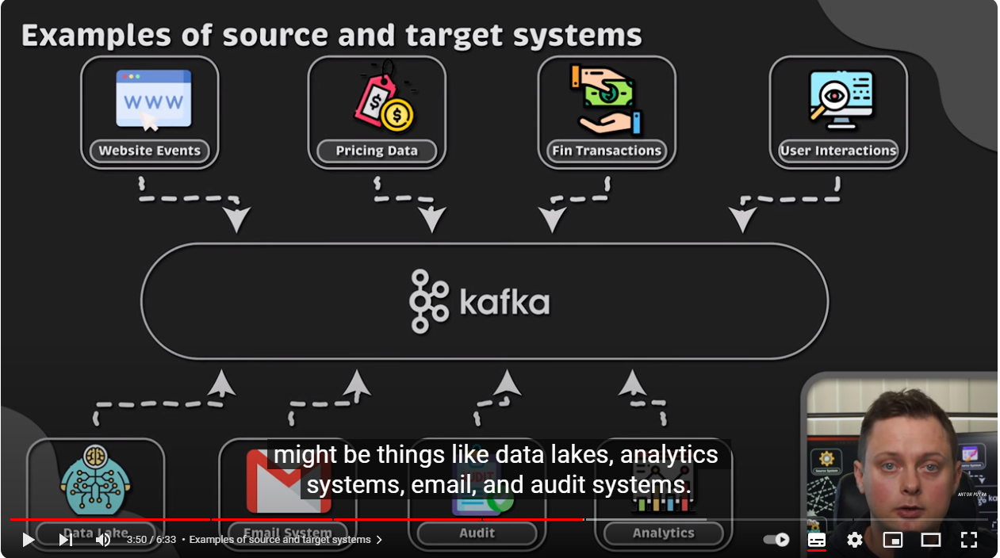 Examples of source and target systems
WWW
$
$
Website Events
Pricing Data
Fin Transactions
User Interactions
kafka
might be things like data lakes, analytics
systems, email, and audit systems.
Data Lake
Email System
Audit
Analytics
ANTON PUTRA
3:50 / 6:33 • Examples of source and target systems